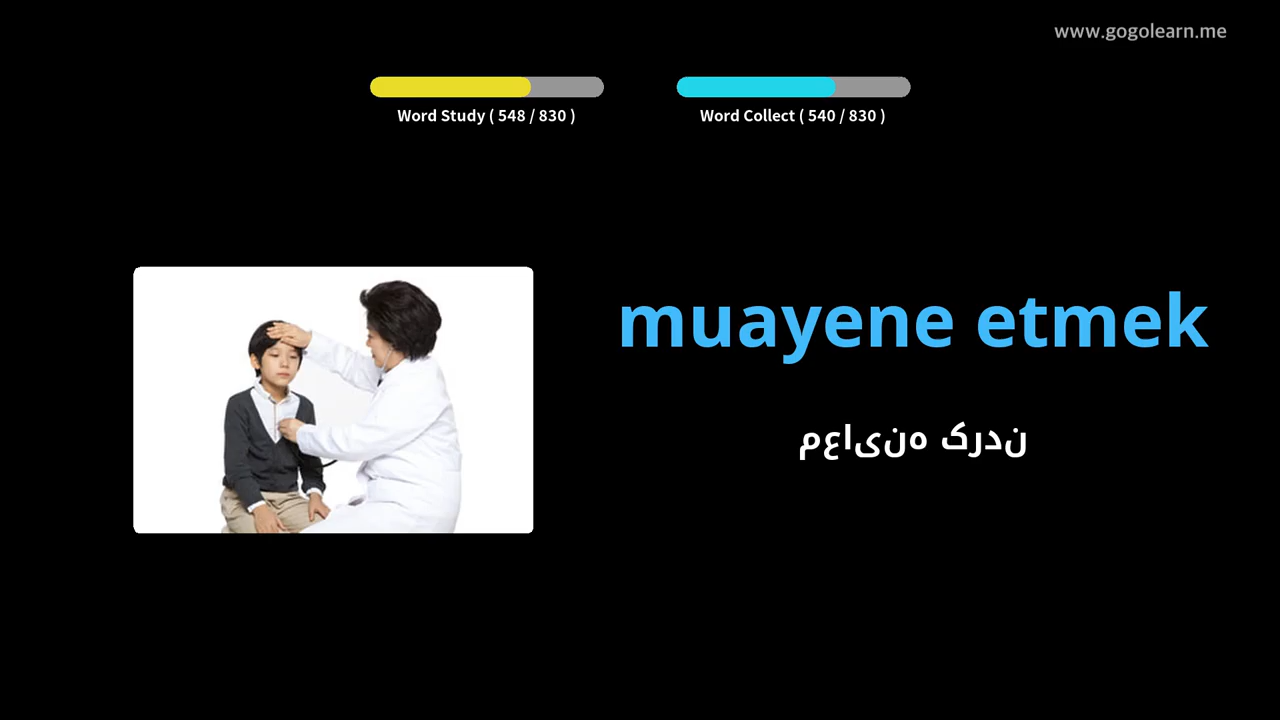 www.gogolearn.me
Word Study ( 548 / 830 )
Word Collect ( 540 / 830 )
muayene etmek
معاینه کردن